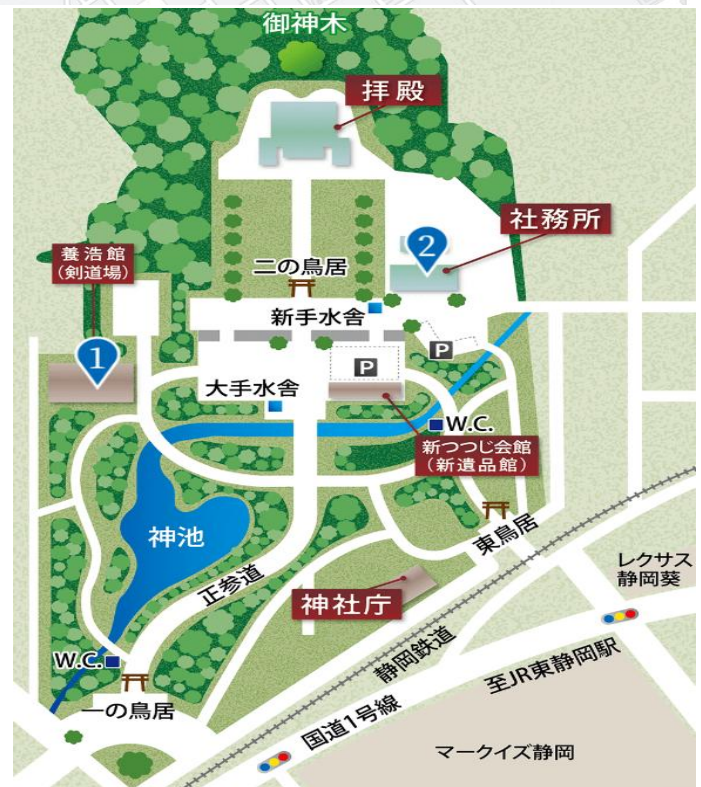 御神木
拝殿
社務所
2
養浩館
(剣道場)
二の鳥居
新手水舎
1
P
P
大手水舎
W.C.
新つつじ会館
(新遺品館)
神池
東鳥居
正参道
神社庁
レクサス
静岡葵
静岡鉄道
W.C.
至JR東静岡駅
一の鳥居
国道1号線
マークイズ静岡